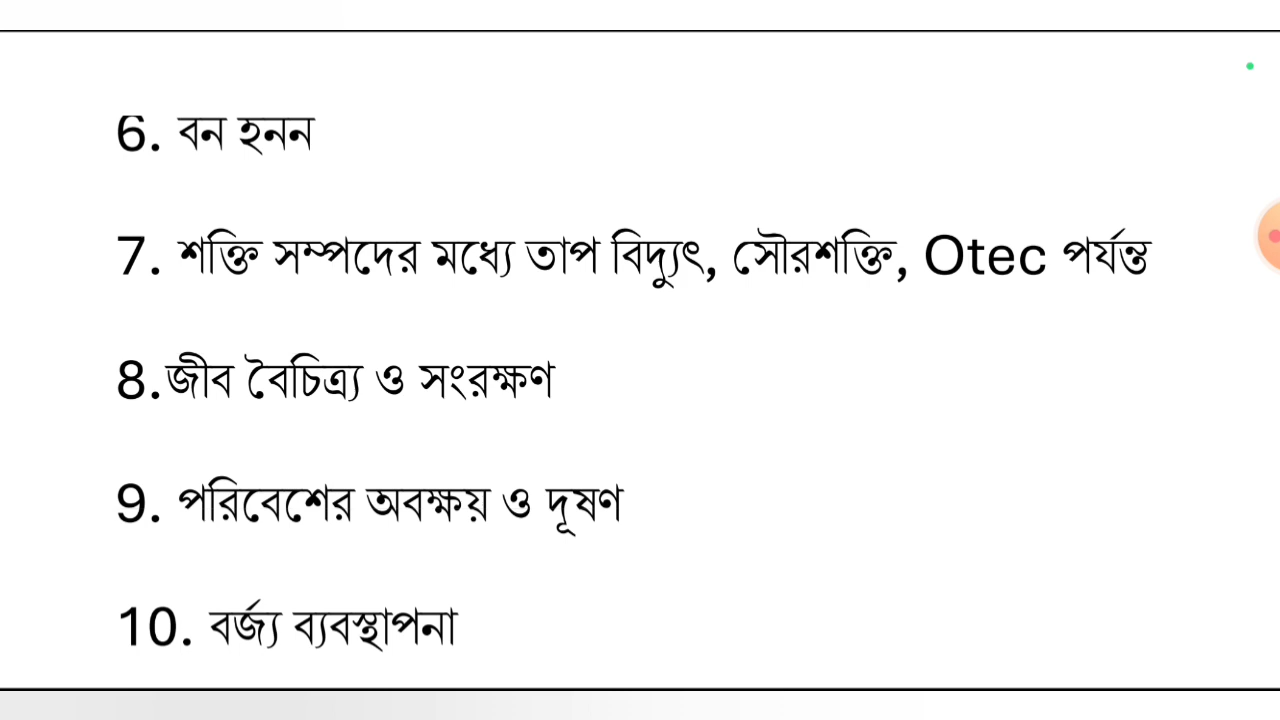 6. বন হনন
7. শক্তি সম্পদের মধ্যে তাপ বিদ্যুৎ, সৌরশক্তি, Otec পর্যন্ত
8.জীব বৈচিত্র্য ও সংরক্ষণ
9. পরিবেশের অবক্ষয় ও দূষণ
10. বর্জ্য ব্যবস্থাপনা